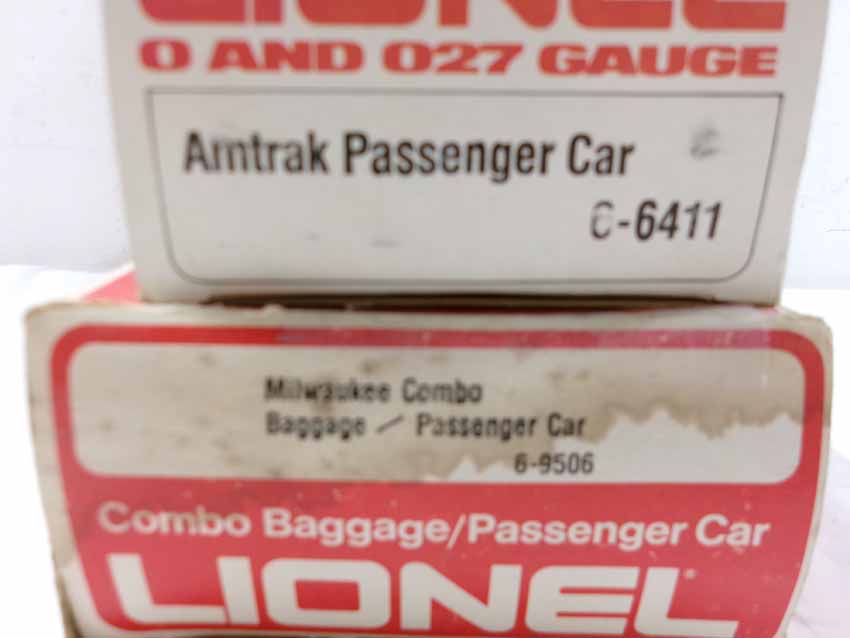 LIONEL
O AND O27 GAUGE
Amtrak Passenger Car
6-6411
Milwaukee Combo
Baggage / Passenger Car
6-9506
Combo Baggage/Passenger Car
LIONEL